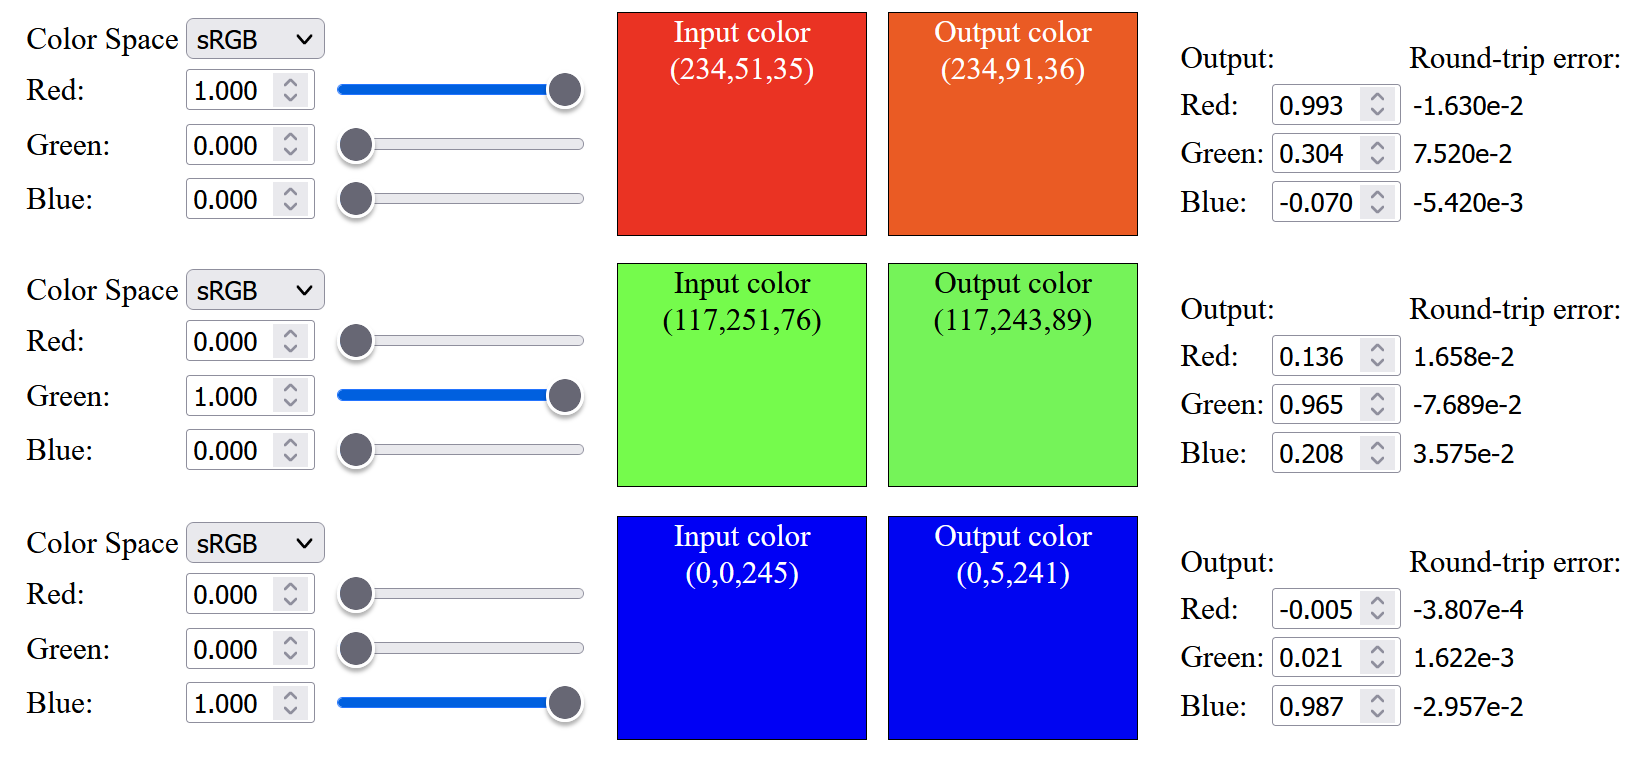 Color Space sRGB
Red: 1.000
Green: 0.000
Blue: 0.000
Input color
(234,51,35)
Output color
(234,91,36)
Output: Round-trip error:
Red: 0.993 -1.630e-2
Green: 0.304 7.520e-2
Blue: -0.070 -5.420e-3
Color Space sRGB
Red: 0.000
Green: 1.000
Blue: 0.000
Input color
(117,251,76)
Output color
(117,243,89)
Output: Round-trip error:
Red: 0.136 1.658e-2
Green: 0.965 -7.689e-2
Blue: 0.208 3.575e-2
Color Space sRGB
Red: 0.000
Green: 0.000
Blue: 1.000
Input color
(0,0,245)
Output color
(0,5,241)
Output: Round-trip error:
Red: -0.005 -3.807e-4
Green: 0.021 1.622e-3
Blue: 0.987 -2.957e-2